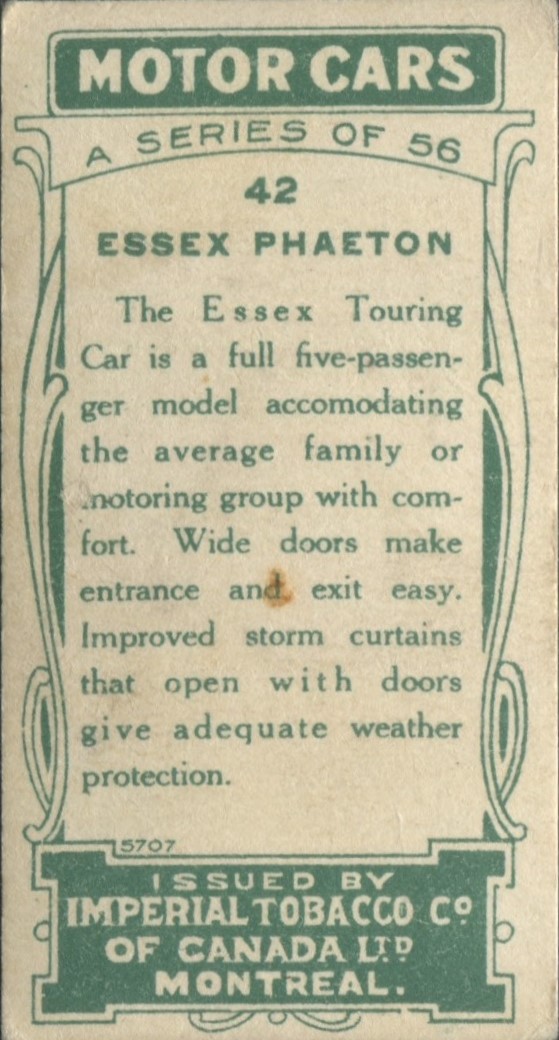 MOTOR CARS
A SERIES OF 56
42
ESSEX PHAETON
The Essex Touring
Car is a full five-passen-
ger model accomodating
the average family or
motoring group with com-
fort. Wide doors make
entrance and exit easy.
Improved storm curtains
that open with doors
give adequate weather
protection.
5707
ISSUED BY
IMPERIAL TOBACCO Co.
OF CANADA LTD.
MONTREAL.